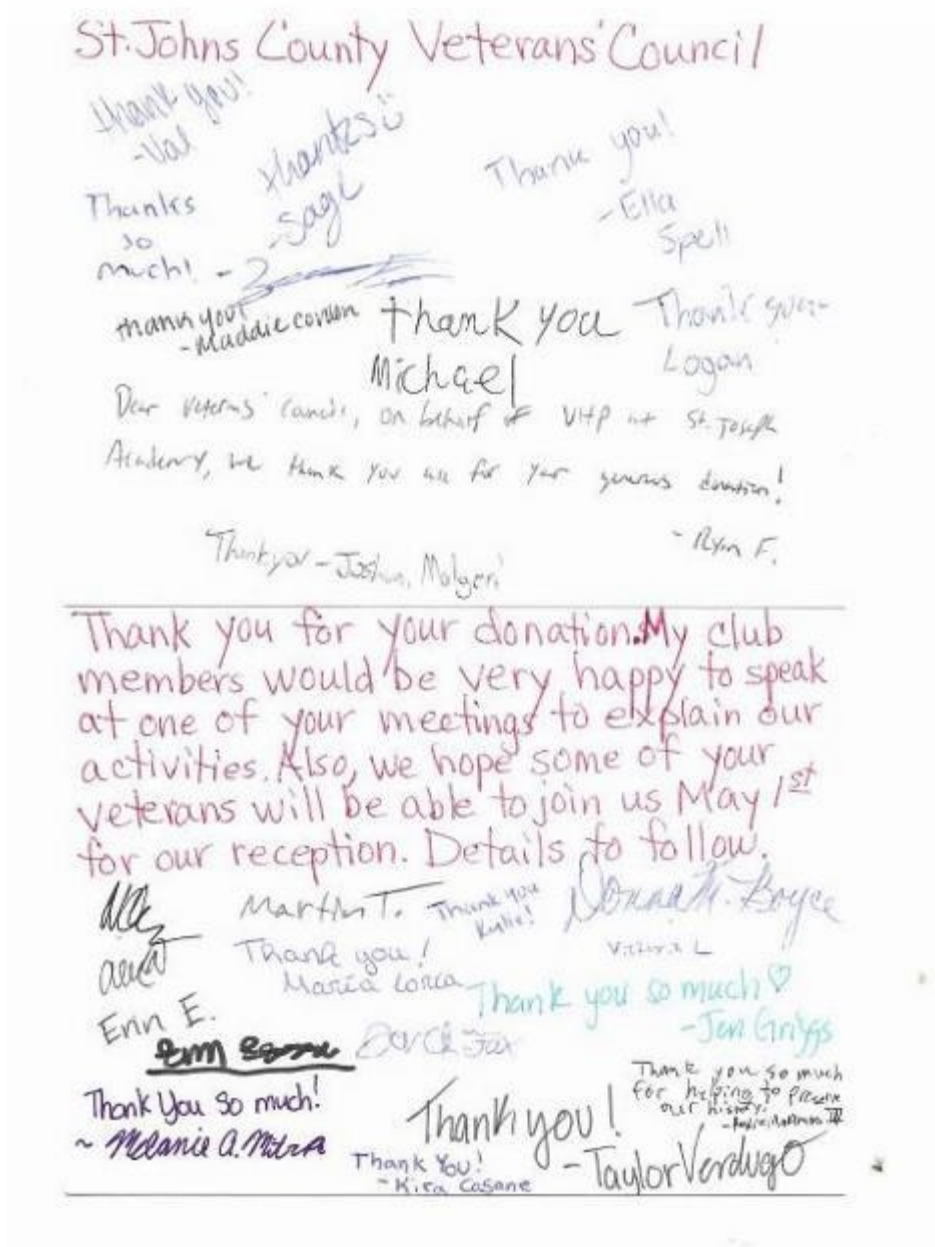 St. Johns County Veterans' Council
thank you!
-Val
thanks
-Sage
Thank you!
-Ella
Spell
Thanks
so
much! -
thank you!
-Maddie
thank you
Michael
Thank you-
Logan
Dear Veterans' Council, on behalf of VHP at St. Joseph
Academy, we thank you all for your generous donation!
- Ryan F.
Thank you - Joshua
Thank you for your donation. My club
members would be very happy to speak
at one of your meetings to explain our
activities. Also, we hope some of your
veterans will be able to join us May 1st
for our reception. Details to follow.
Martin T.
Thank you
Donna M. Boyce
Thank you!
Maria Lorca
Thank you so much♡
-Jen Griggs
Erin E.
Thank You so much!
~ Melanie A. Mitra
Thank you!
-Taylor Verdugo
Thank you so much
for helping to preserve
our history.
Thank You!
-Kira Casane